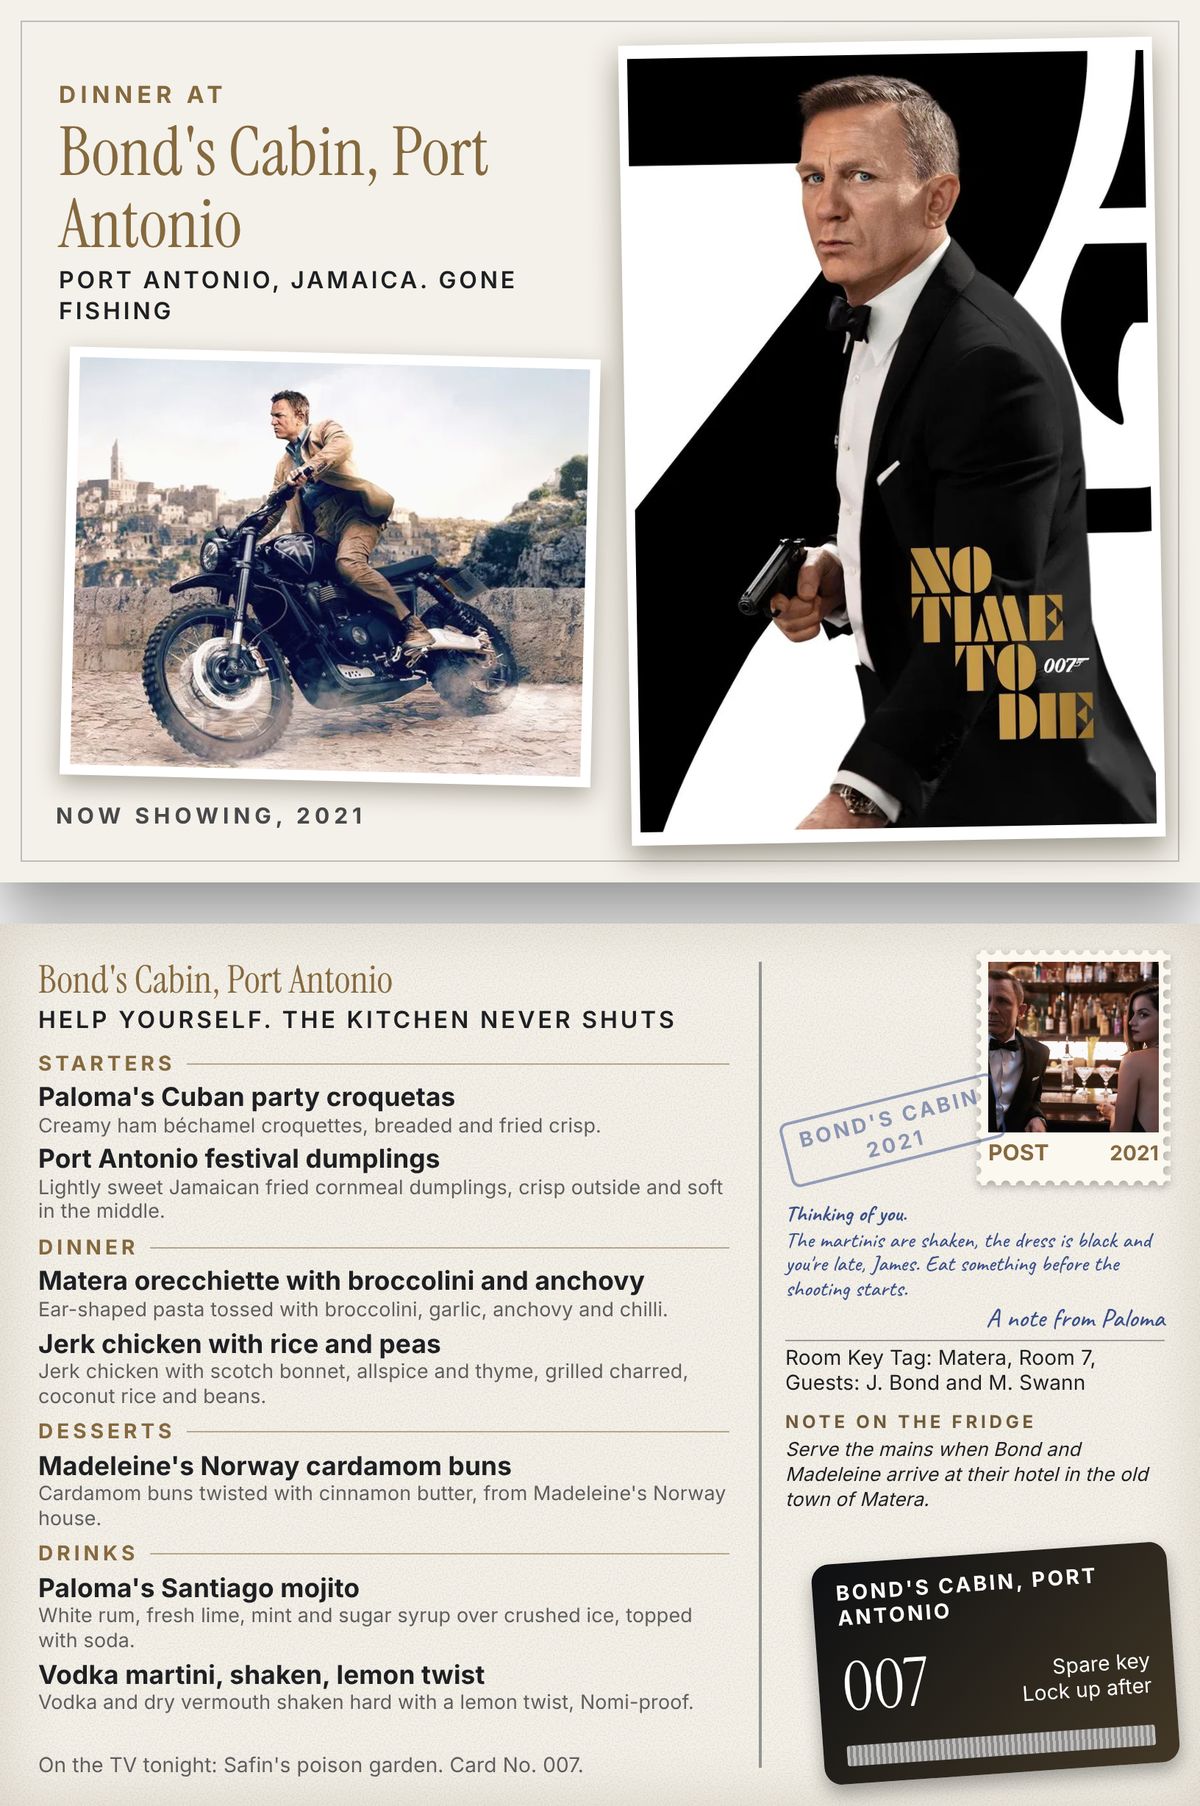 DINNER AT
Bond's Cabin, Port
Antonio
PORT ANTONIO, JAMAICA. GONE
FISHING
NO
TIME
TO 007
DIE
NOW SHOWING, 2021
Bond's Cabin, Port Antonio
HELP YOURSELF. THE KITCHEN NEVER SHUTS
STARTERS
Paloma's Cuban party croquetas
Creamy ham béchamel croquettes, breaded and fried crisp.
Port Antonio festival dumplings
Lightly sweet Jamaican fried cornmeal dumplings, crisp outside and soft
in the middle.
DINNER
Matera orecchiette with broccolini and anchovy
Ear-shaped pasta tossed with broccolini, garlic, anchovy and chilli.
Jerk chicken with rice and peas
Jerk chicken with scotch bonnet, allspice and thyme, grilled charred,
coconut rice and beans.
DESSERTS
Madeleine's Norway cardamom buns
Cardamom buns twisted with cinnamon butter, from Madeleine's Norway
house.
DRINKS
Paloma's Santiago mojito
White rum, fresh lime, mint and sugar syrup over crushed ice, topped
with soda.
Vodka martini, shaken, lemon twist
Vodka and dry vermouth shaken hard with a lemon twist, Nomi-proof.
On the TV tonight: Safin's poison garden. Card No. 007.
BOND'S CABIN
2021
POST 2021
Thinking of you.
The martinis are shaken, the dress is black and
you're late, James. Eat something before the
shooting starts.
A note from Paloma
Room Key Tag: Matera, Room 7,
Guests: J. Bond and M. Swann
NOTE ON THE FRIDGE
Serve the mains when Bond and
Madeleine arrive at their hotel in the old
town of Matera.
BOND'S CABIN, PORT
ANTONIO
007
Spare key
Lock up after